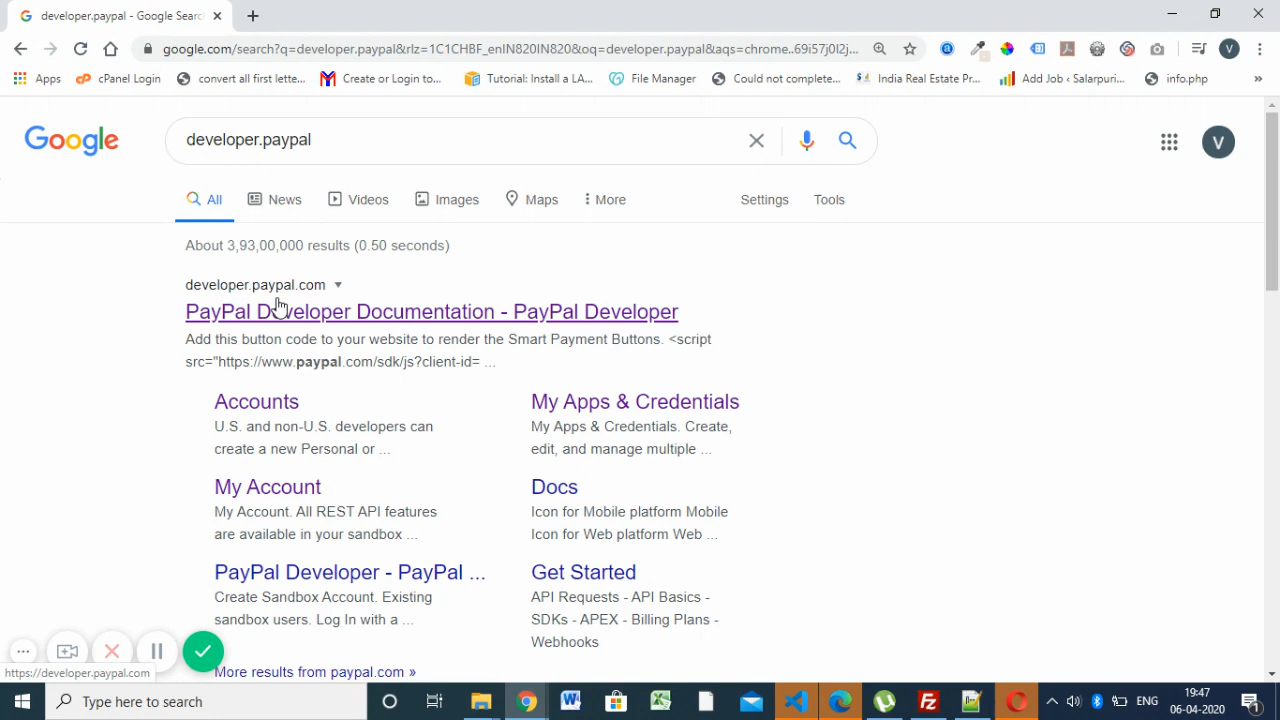 developer.paypal - Google Searc
google.com/search?q=developer.paypal&rlz=1C1CHBF_enIN820IN820&oq=developer.paypal&aqs=chrome..69i57j0l2j... V
Apps cPanel Login convert all first lette... Create or Login to... Tutorial: Install a LA... File Manager Could not complete... India Real Estate Pr... Add Job ‹ Salarpuri... info.php »
Google developer.paypal V
All News Videos Images Maps More Settings Tools
About 3,93,00,000 results (0.50 seconds)
developer.paypal.com
PayPal Developer Documentation - PayPal Developer
Add this button code to your website to render the Smart Payment Buttons. <script
src="https://www.paypal.com/sdk/js?client-id= ...
Accounts
U.S. and non-U.S. developers can
create a new Personal or ...
My Apps & Credentials
My Apps & Credentials. Create,
edit, and manage multiple ...
My Account
My Account. All REST API features
are available in your sandbox ...
Docs
Icon for Mobile platform Mobile
Icon for Web platform Web ...
PayPal Developer - PayPal ...
Create Sandbox Account. Existing
sandbox users. Log In with a ...
Get Started
API Requests - API Basics -
SDKs - APEX - Billing Plans -
Webhooks
More results from paypal.com »
https://developer.paypal.com
Type here to search
ENG
19:47
06-04-2020
1